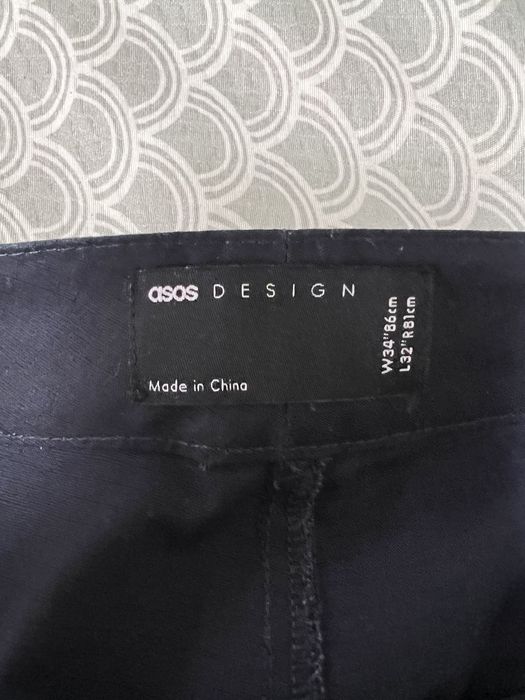 asos DESIGN
Made in China
W34"86cm
L32"R81cm